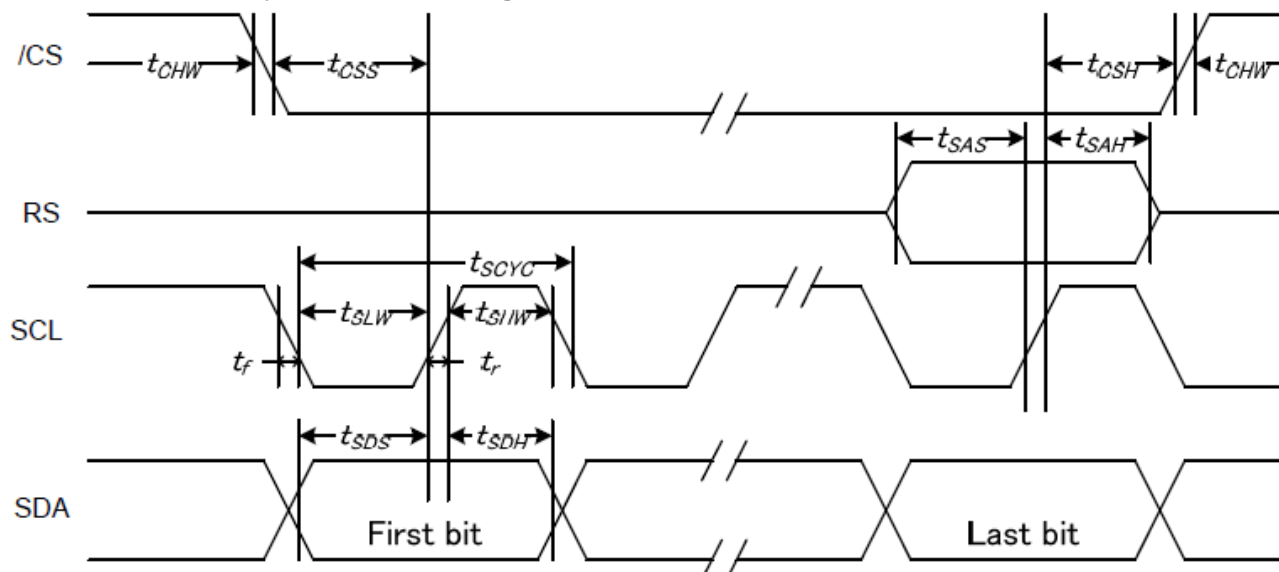 /CS
tCHW
tCSS
tCSH
tCHW
tSAS
tSAH
RS
tSCYC
SCL
tSLW
tSHW
tf
tr
tSDS
tSDH
SDA
First bit
Last bit